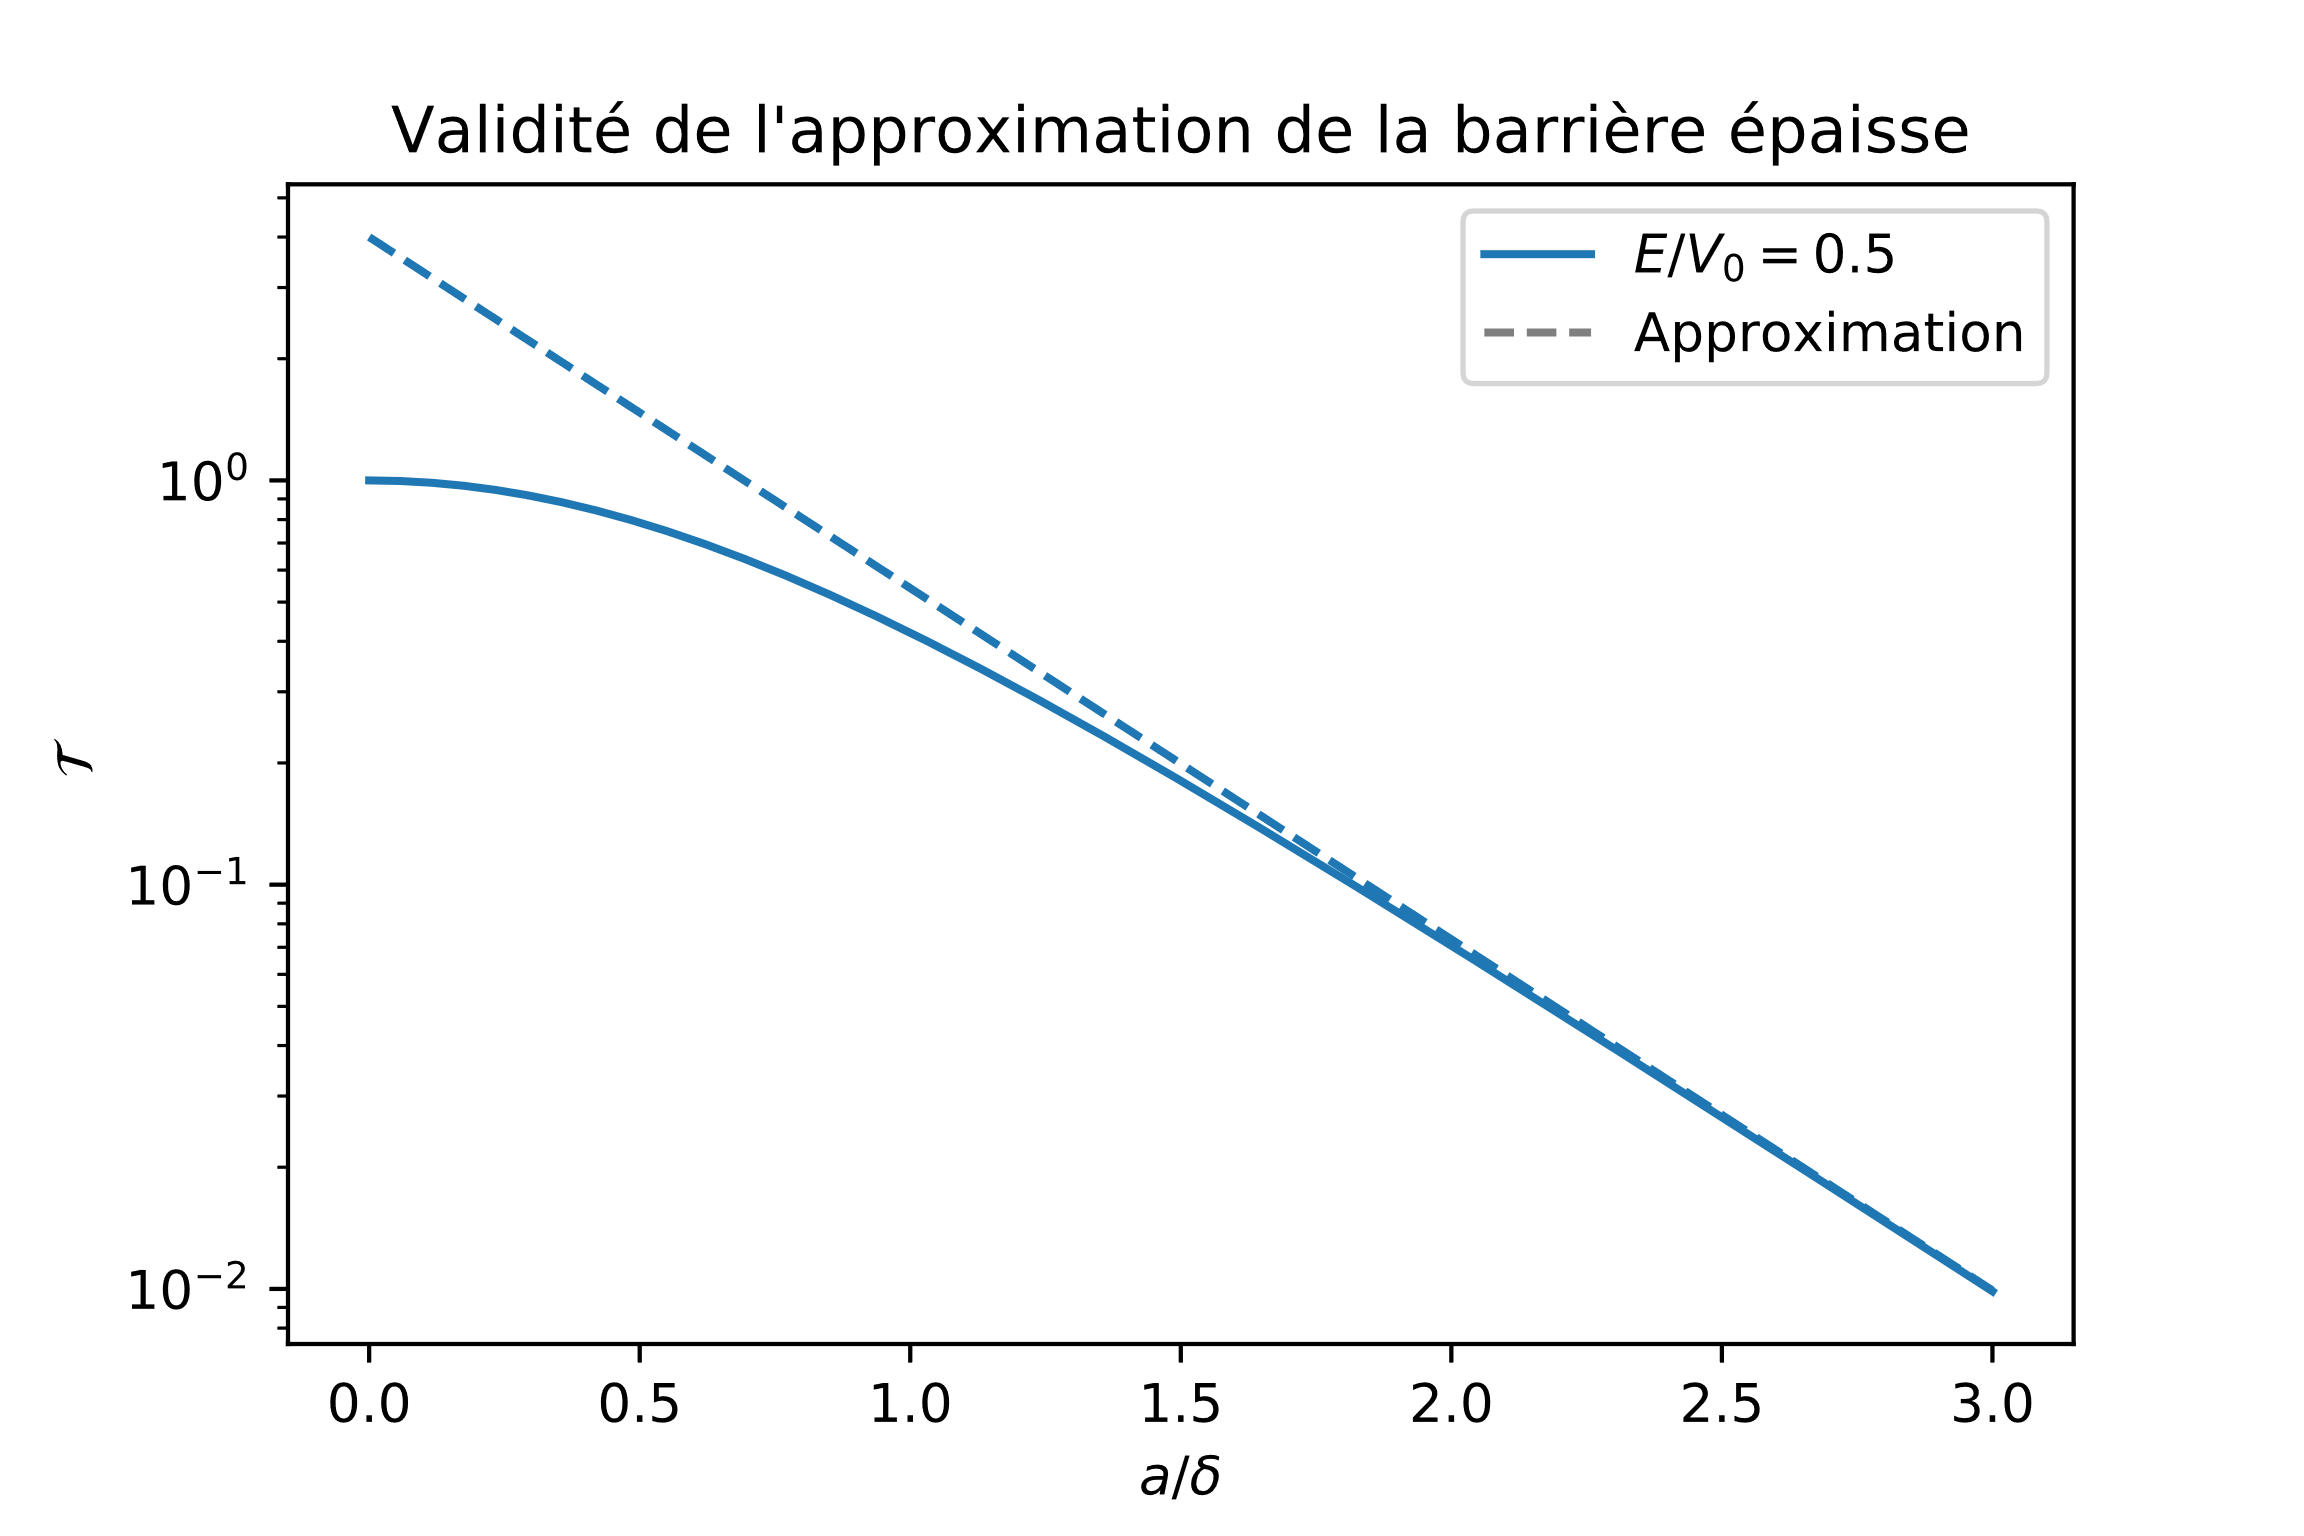 Validité de l'approximation de la barrière épaisse
E/V₀ = 0.5
Approximation
10⁰
10⁻¹
10⁻²
𝒯
0.0 0.5 1.0 1.5 2.0 2.5 3.0
a/δ